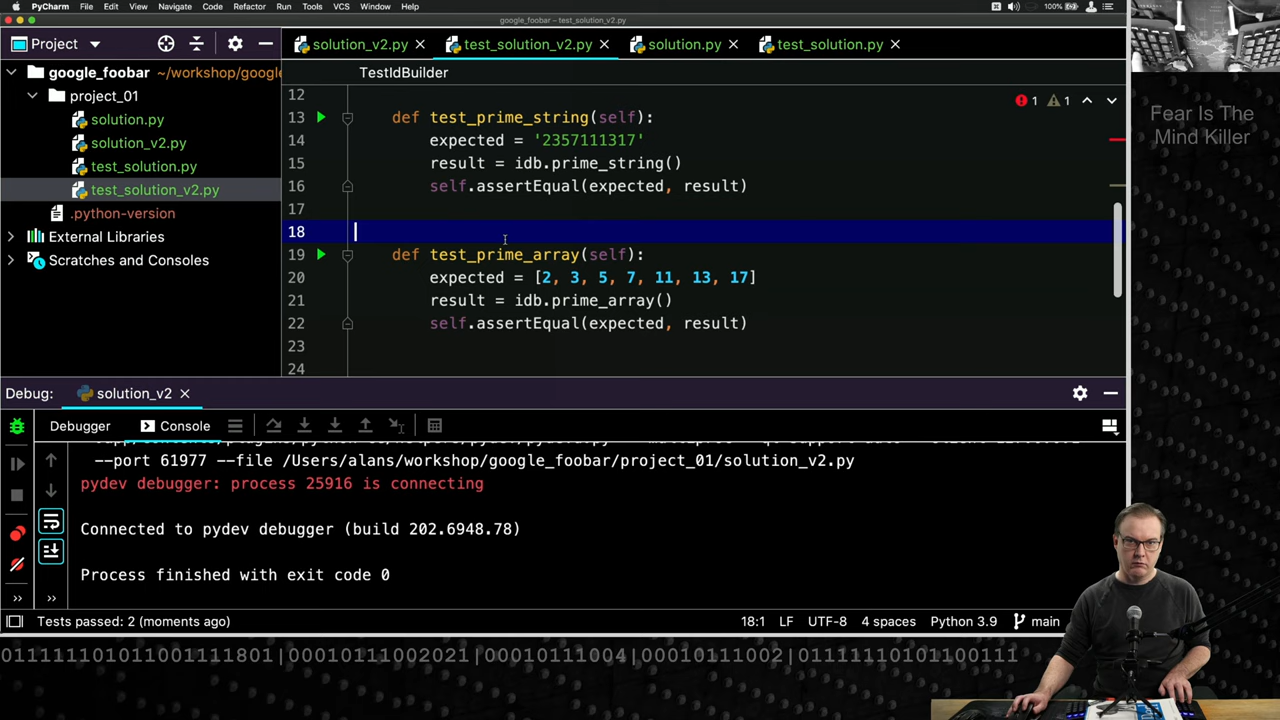 PyCharm File Edit View Navigate Code Refactor Run Tools VCS Window Help 100%
google_foobar – test_solution_v2.py
Project
solution_v2.py
test_solution_v2.py
solution.py
test_solution.py
google_foobar ~/workshop/google
TestIdBuilder
project_01
solution.py
solution_v2.py
test_solution.py
test_solution_v2.py
.python-version
External Libraries
Scratches and Consoles
12
1 1
13 def test_prime_string(self):
14 expected = '2357111317'
15 result = idb.prime_string()
16 self.assertEqual(expected, result)
17
18
19 def test_prime_array(self):
20 expected = [2, 3, 5, 7, 11, 13, 17]
21 result = idb.prime_array()
22 self.assertEqual(expected, result)
23
24
Fear Is The
Mind Killer
Debug: solution_v2
Debugger Console
--port 61977 --file /Users/alans/workshop/google_foobar/project_01/solution_v2.py
pydev debugger: process 25916 is connecting
Connected to pydev debugger (build 202.6948.78)
Process finished with exit code 0
Tests passed: 2 (moments ago)
18:1 LF UTF-8 4 spaces Python 3.9 main